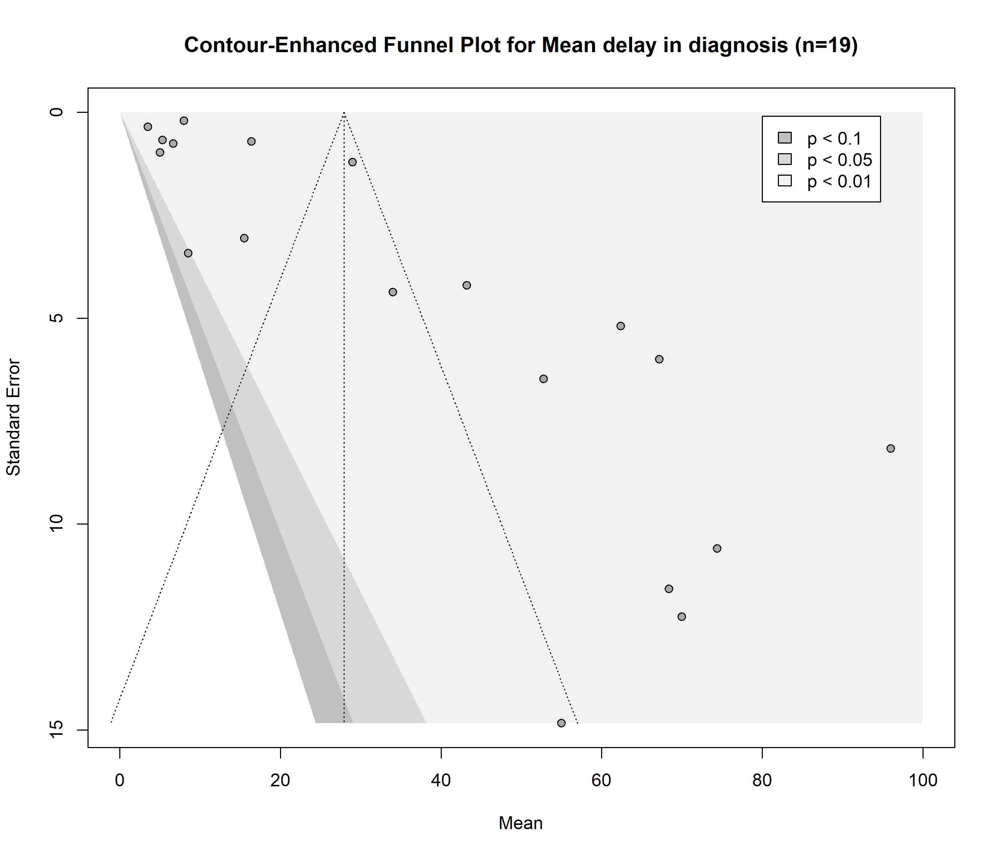 Contour-Enhanced Funnel Plot for Mean delay in diagnosis (n=19)
p < 0.1
p < 0.05
p < 0.01
Standard Error
0
5
10
15
0 20 40 60 80 100
Mean